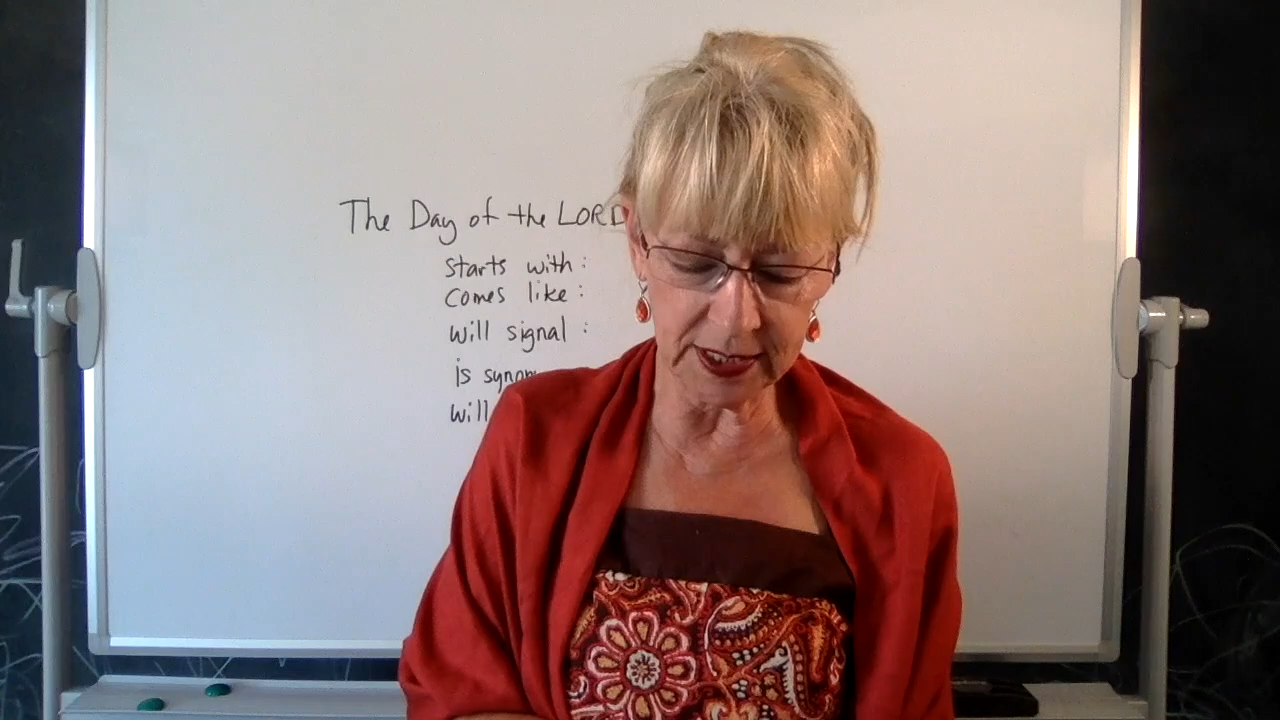 The Day of the LORD
starts with:
comes like:
will signal:
is
will